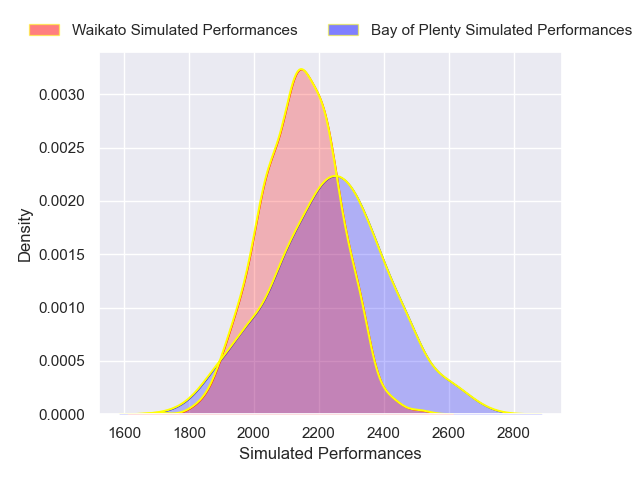 Waikato Simulated Performances
Bay of Plenty Simulated Performances
0.0030
0.0025
0.0020
0.0015
0.0010
0.0005
0.0000
Density
1600 1800 2000 2200 2400 2600 2800
Simulated Performances